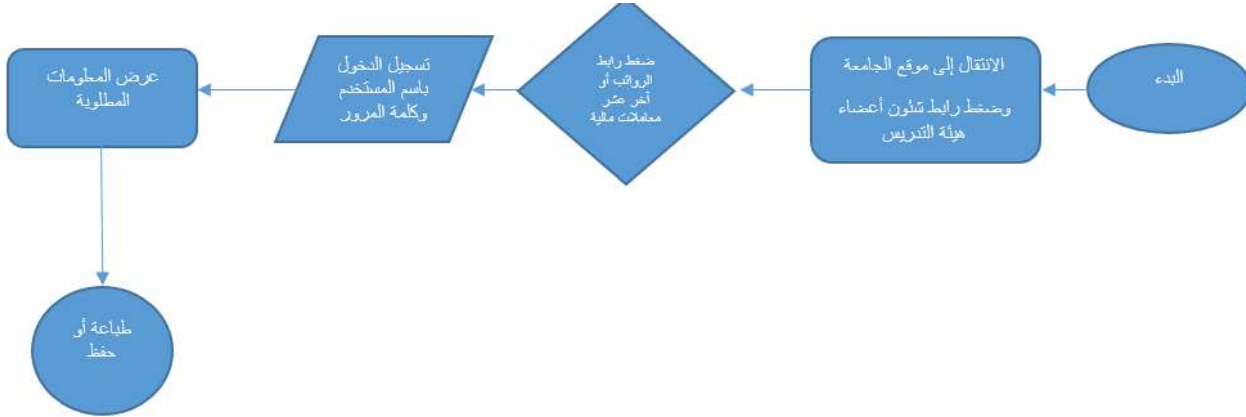 البدء
الانتقال إلى موقع الجامعة
وضغط رابط شئون أعضاء
هيئة التدريس
ضغط رابط
الرواتب أو
آخر عشر
معاملات مالية
تسجيل الدخول
باسم المستخدم
وكلمة المرور
عرض المعلومات
المطلوبة
طباعة أو
حفظ